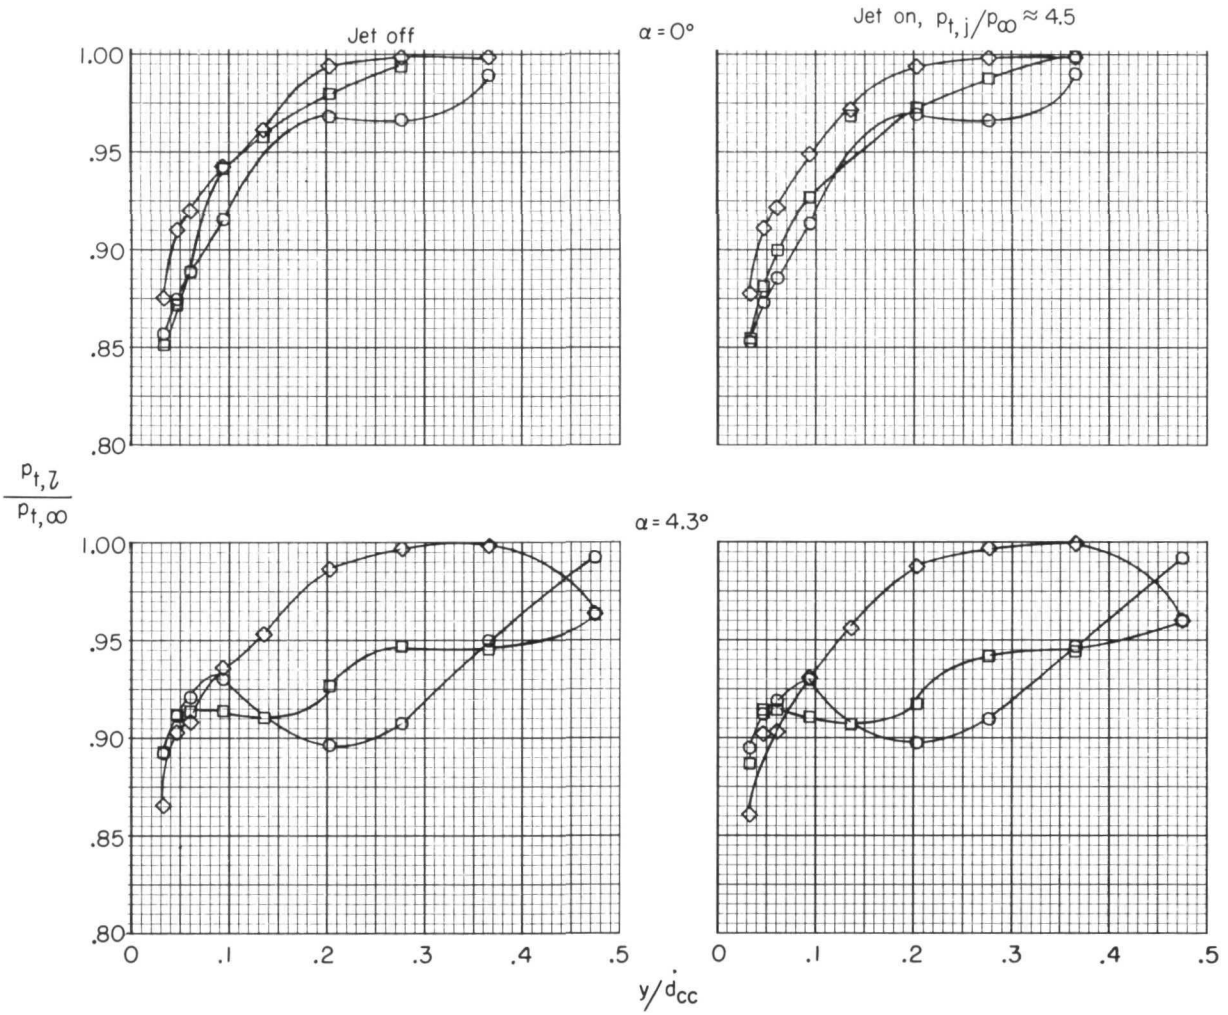 Jet off
α = 0°
Jet on, p_t,j/p_∞ ≈ 4.5
1.00
.95
.90
.85
.80
p_t,l
p_t,∞
α = 4.3°
1.00
.95
.90
.85
.80
0 .1 .2 .3 .4 .5
0 .1 .2 .3 .4 .5
y/d_cc